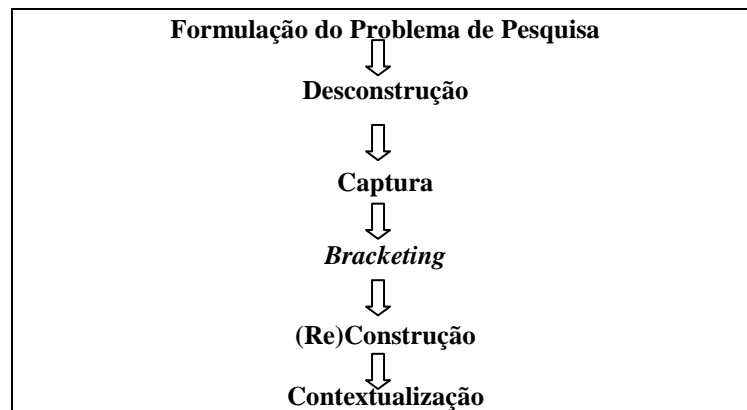 Formulação do Problema de Pesquisa
Desconstrução
Captura
Bracketing
(Re)Construção
Contextualização